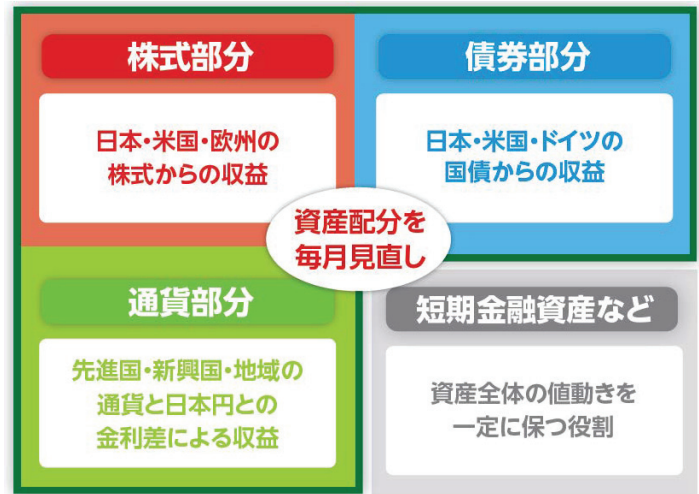 株式部分
日本・米国・欧州の
株式からの収益
債券部分
日本・米国・ドイツの
国債からの収益
資産配分を
毎月見直し
通貨部分
先進国・新興国・地域の
通貨と日本円との
金利差による収益
短期金融資産など
資産全体の値動きを
一定に保つ役割